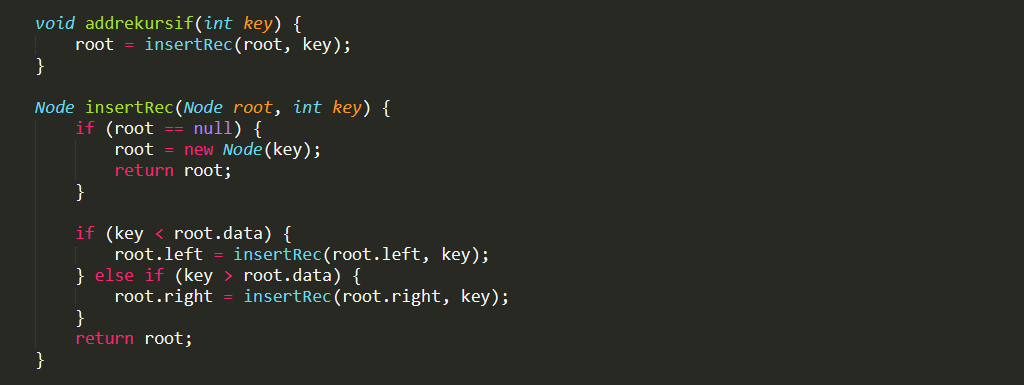 void addrekursif(int key) {
    root = insertRec(root, key);
}

Node insertRec(Node root, int key) {
    if (root == null) {
        root = new Node(key);
        return root;
    }

    if (key < root.data) {
        root.left = insertRec(root.left, key);
    } else if (key > root.data) {
        root.right = insertRec(root.right, key);
    }
    return root;
}